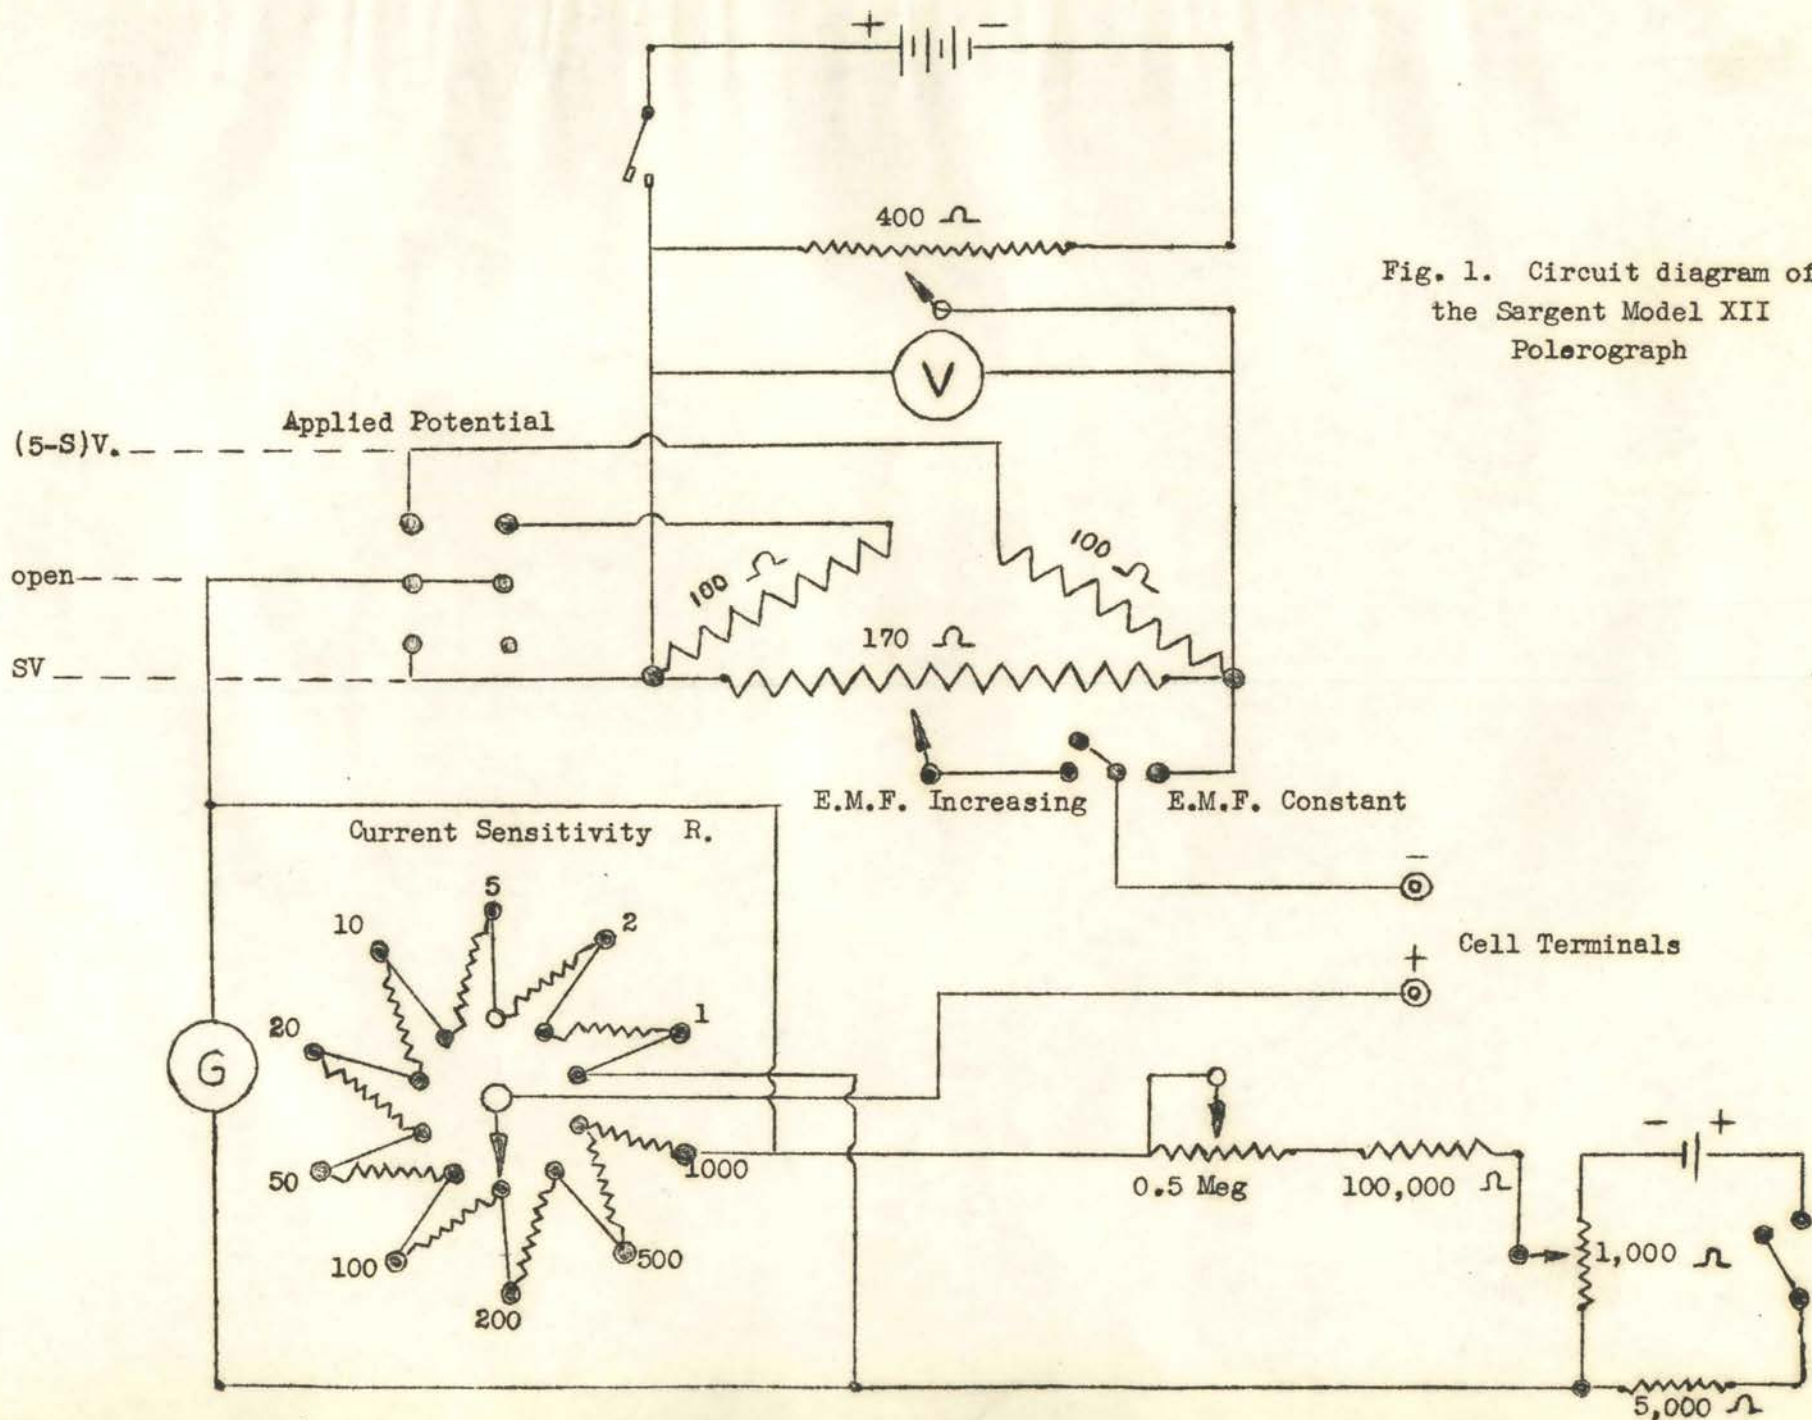 + −
400 Ω
Fig. 1. Circuit diagram of
the Sargent Model XII
Polerograph
V
Applied Potential
(5-S)V.
open
SV
100 Ω
100 Ω
170 Ω
E.M.F. Increasing
E.M.F. Constant
Current Sensitivity R.
−
+
Cell Terminals
5
2
10
1
20
G
50
1000
100
500
200
0.5 Meg
100,000 Ω
− +
1,000 Ω
5,000 Ω